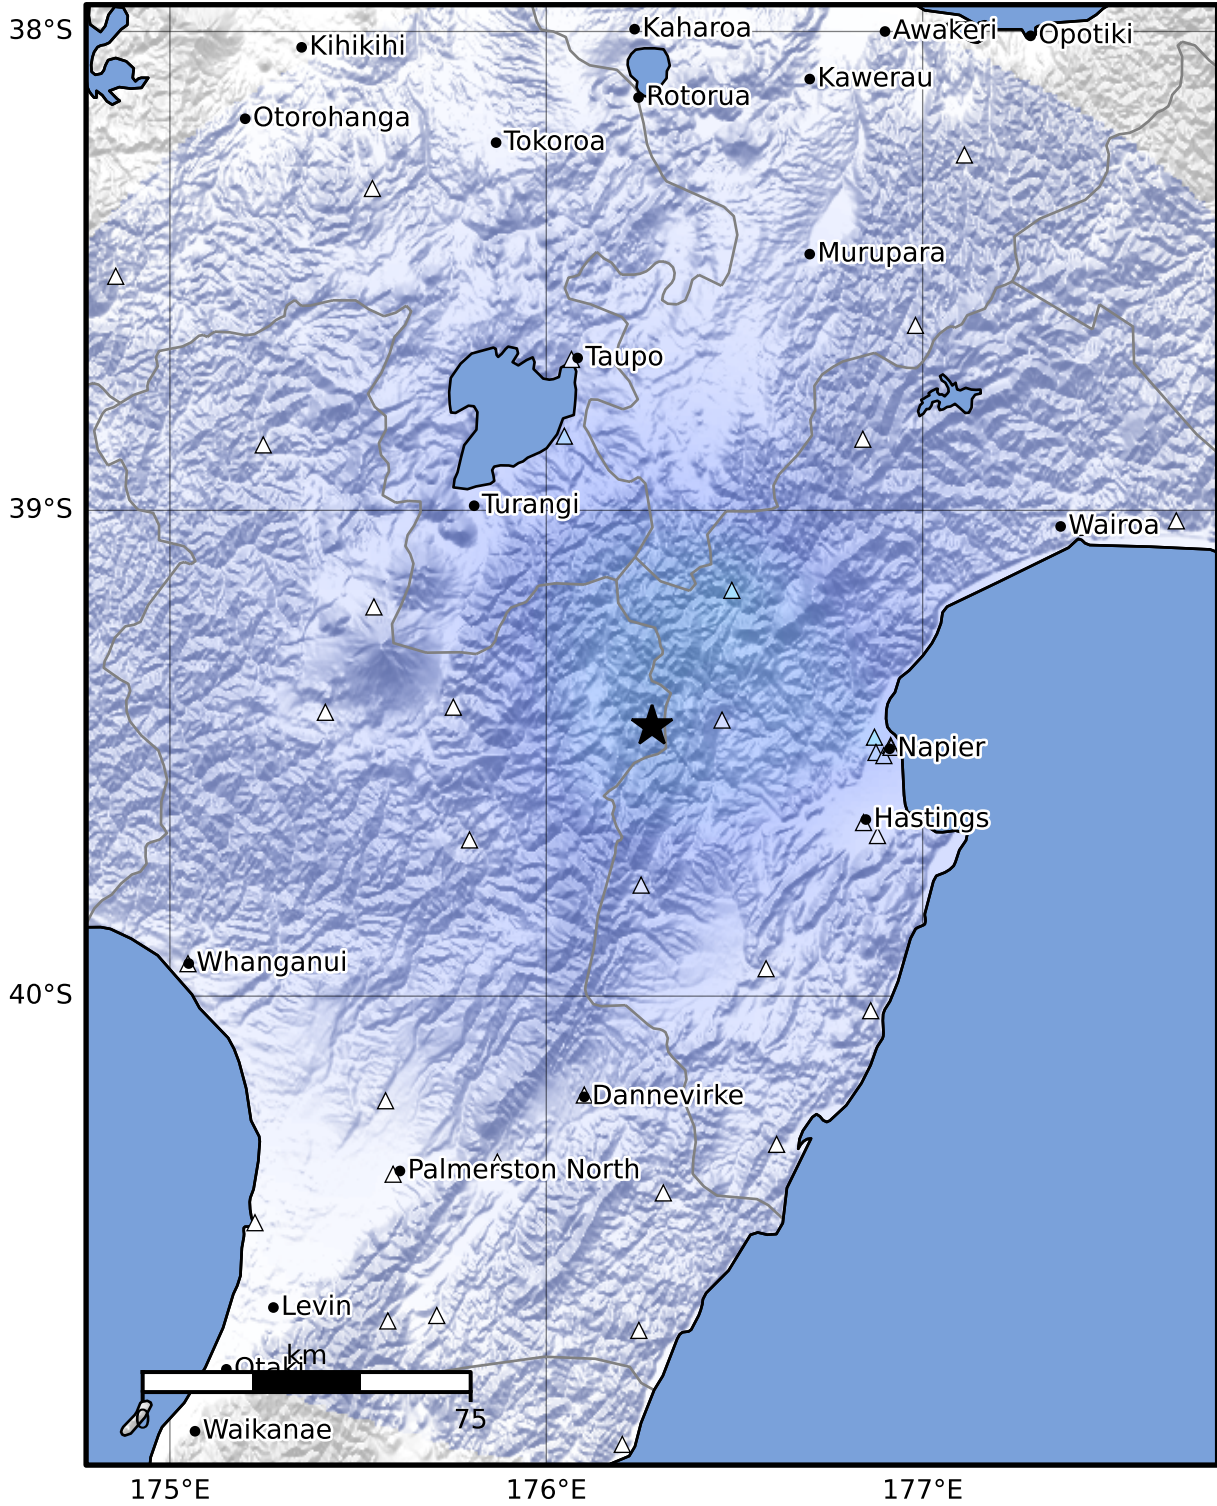 38°S
Kaharoa
Awakeri
Opotiki
Kihikihi
Kawerau
Rotorua
Otorohanga
Tokoroa
Murupara
Taupo
39°S
Turangi
Wairoa
Napier
Hastings
Whanganui
40°S
Dannevirke
Palmerston North
Levin
km
Otaki
0
75
Waikanae
175°E
176°E
177°E